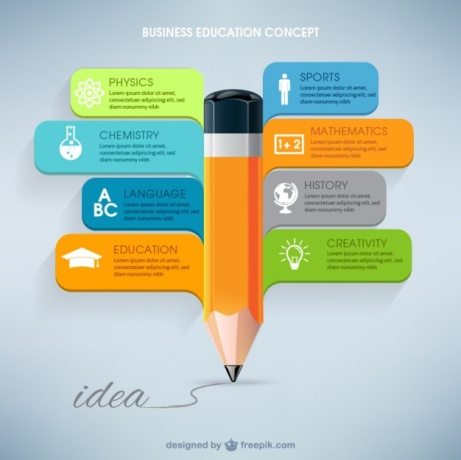 BUSINESS EDUCATION CONCEPT
PHYSICS
Lorem ipsum dolor sit amet,
consectetuer adipiscing elit, sed
diam nonummy nibh
CHEMISTRY
Lorem ipsum dolor sit amet,
consectetuer adipiscing elit, sed
diam nonummy nibh
A
BC
LANGUAGE
Lorem ipsum dolor sit amet,
consectetuer adipiscing elit, sed
diam nonummy nibh
EDUCATION
Lorem ipsum dolor sit amet,
consectetuer adipiscing elit, sed diam
nonummy nibh
SPORTS
Lorem ipsum dolor sit amet,
consectetuer adipiscing elit, sed
diam nonummy nibh
1+2
MATHEMATICS
Lorem ipsum dolor sit amet,
consectetuer adipiscing elit, sed
diam nonummy nibh
HISTORY
Lorem ipsum dolor sit amet,
consectetuer adipiscing elit, sed
diam nonummy nibh
CREATIVITY
Lorem ipsum dolor sit amet,
consectetuer adipiscing elit, sed
diam nonummy nibh
idea
designed by freepik.com